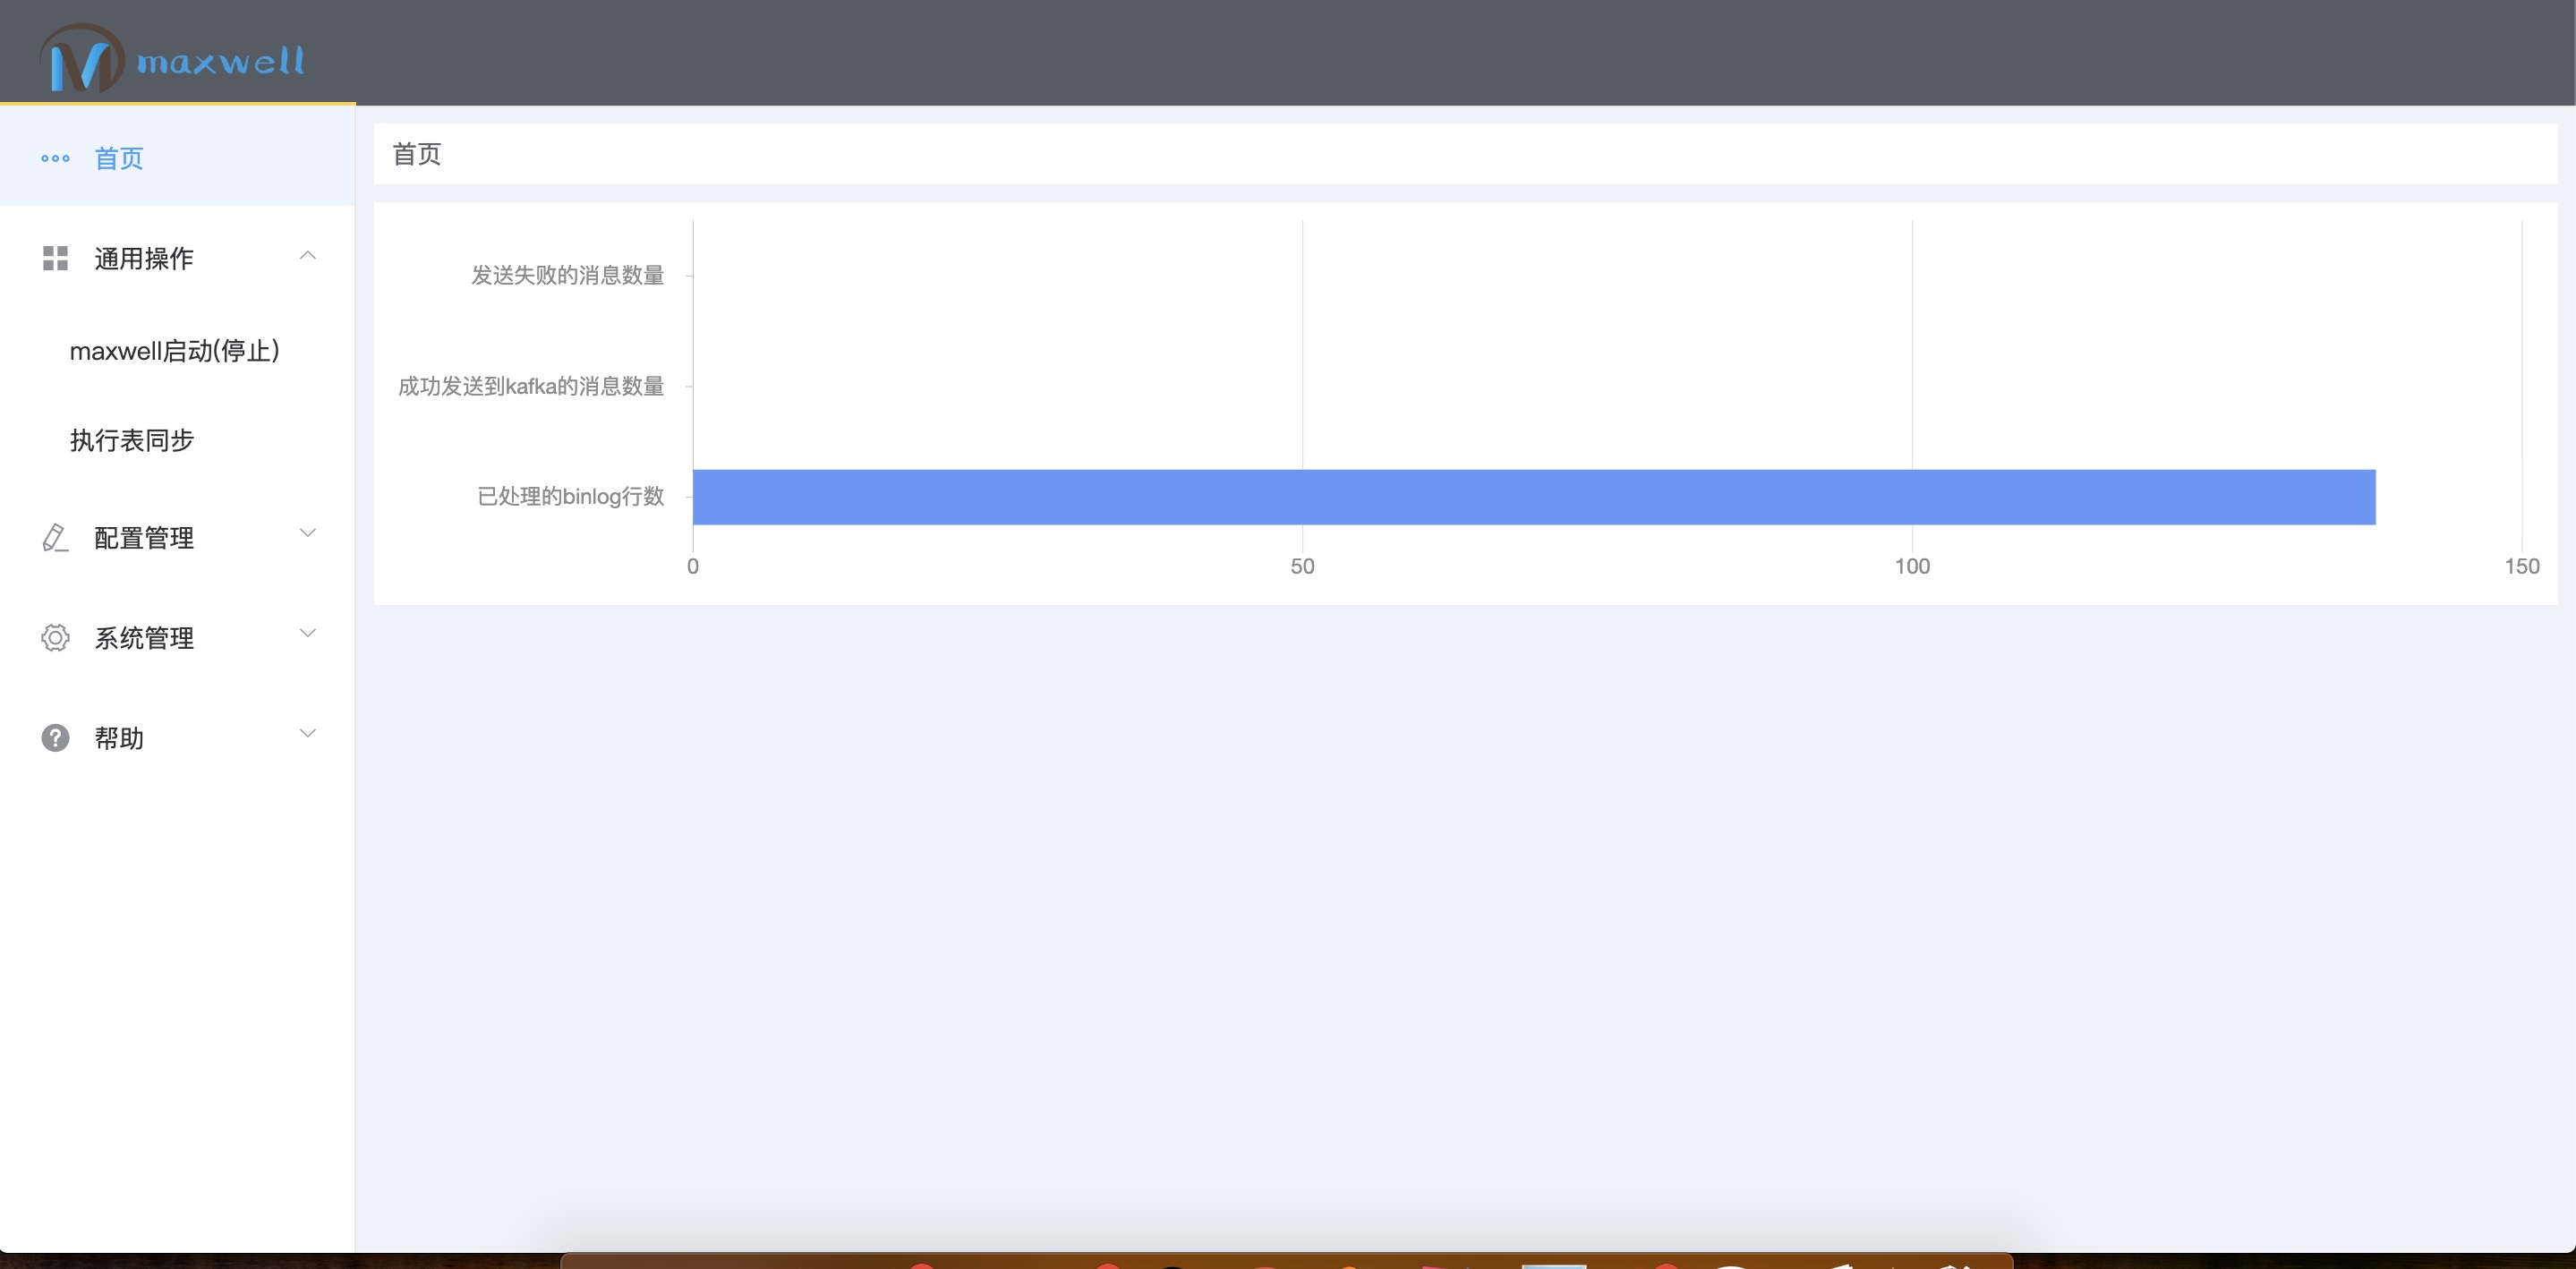 maxwell
首页
通用操作
maxwell启动(停止)
执行表同步
配置管理
系统管理
帮助
首页
发送失败的消息数量
成功发送到kafka的消息数量
已处理的binlog行数
0 50 100 150